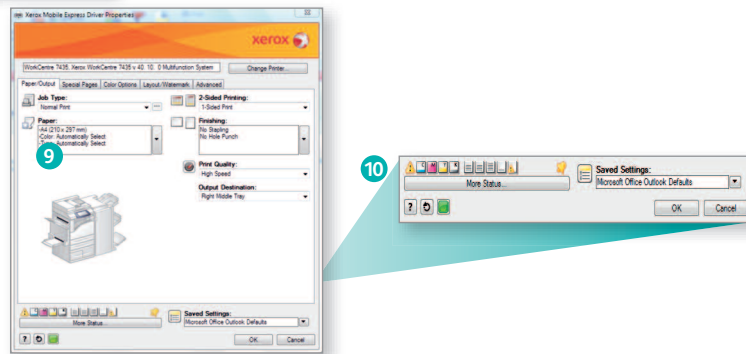 Xerox Mobile Express Driver Properties
xerox
WorkCentre 7435, Xerox WorkCentre 7435 v 40. 10. 0 Multifunction System
Change Printer...
Paper/Output Special Pages Color Options Layout/Watermark Advanced
Job Type:
Normal Print
2-Sided Printing:
1-Sided Print
Paper:
-A4 (210 x 297 mm)
-Color: Automatically Select
Automatically Select
9
Finishing:
No Stapling
No Hole Punch
Print Quality:
High Speed
Output Destination:
Right Middle Tray
More Status...
Saved Settings:
Microsoft Office Outlook Defaults
?
OK Cancel
10
More Status...
Saved Settings:
Microsoft Office Outlook Defaults
?
OK Cancel